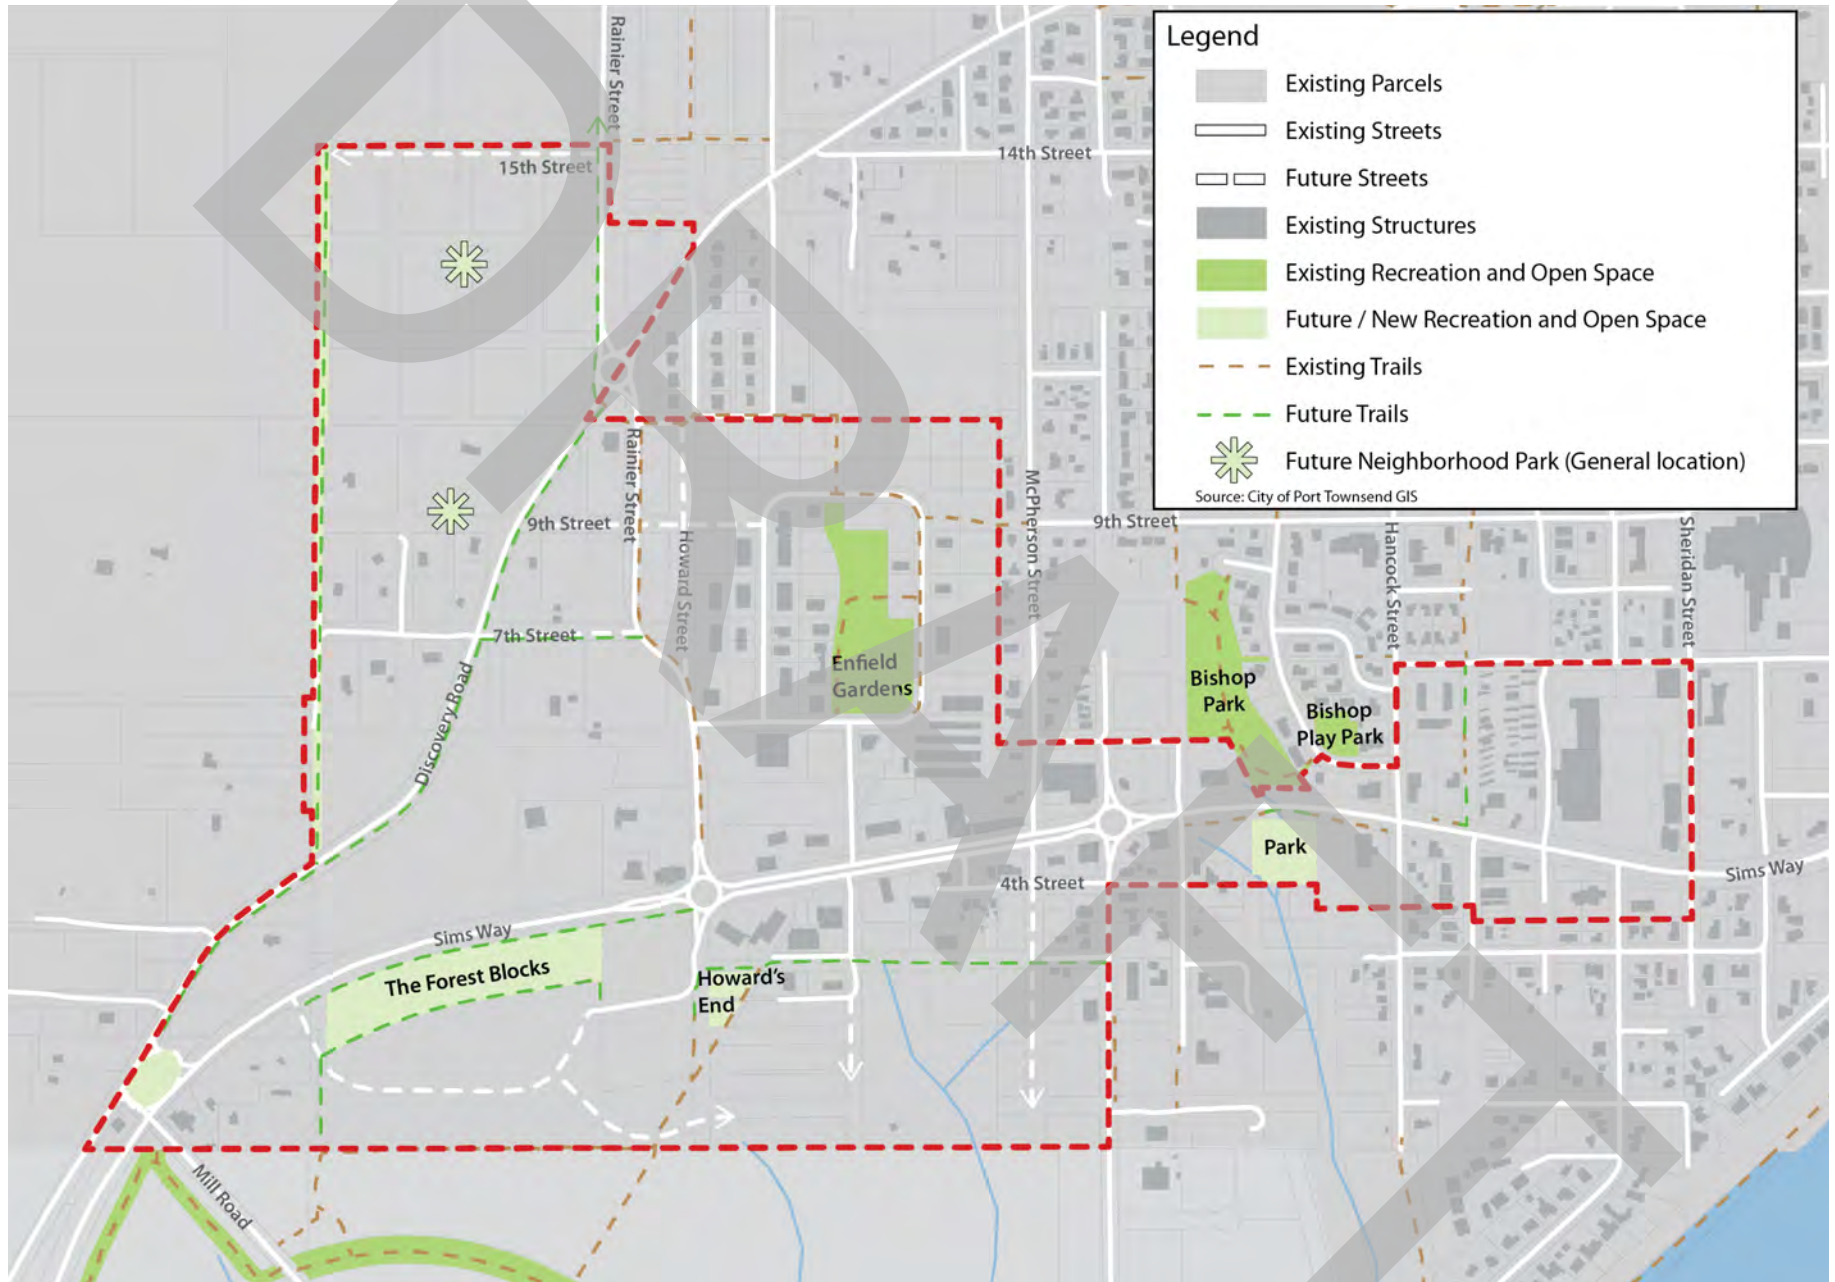 Legend
Existing Parcels
Existing Streets
Future Streets
Existing Structures
Existing Recreation and Open Space
Future / New Recreation and Open Space
Existing Trails
Future Trails
Future Neighborhood Park (General location)
Source: City of Port Townsend GIS
Rainier Street
14th Street
15th Street
Rainier Street
9th Street
Howard Street
McPherson Street
9th Street
Hancock Street
Sheridan Street
7th Street
Discovery Road
Enfield
Gardens
Bishop
Park
Bishop
Play Park
Park
4th Street
Sims Way
Sims Way
The Forest Blocks
Howard's
End
Mill Road
DRAFT